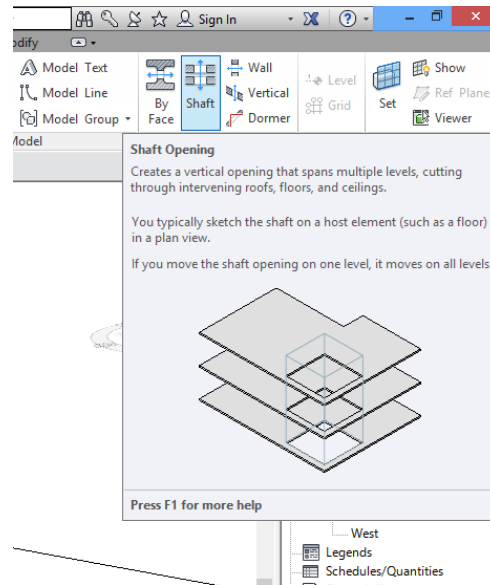 Sign In
odify
Model Text
Wall
Level
Show
Model Line
By Face
Shaft
Vertical
Grid
Set
Ref Plane
Model Group
Dormer
Viewer
Model
Shaft Opening
Creates a vertical opening that spans multiple levels, cutting
through intervening roofs, floors, and ceilings.
You typically sketch the shaft on a host element (such as a floor)
in a plan view.
If you move the shaft opening on one level, it moves on all levels
Press F1 for more help
West
Legends
Schedules/Quantities